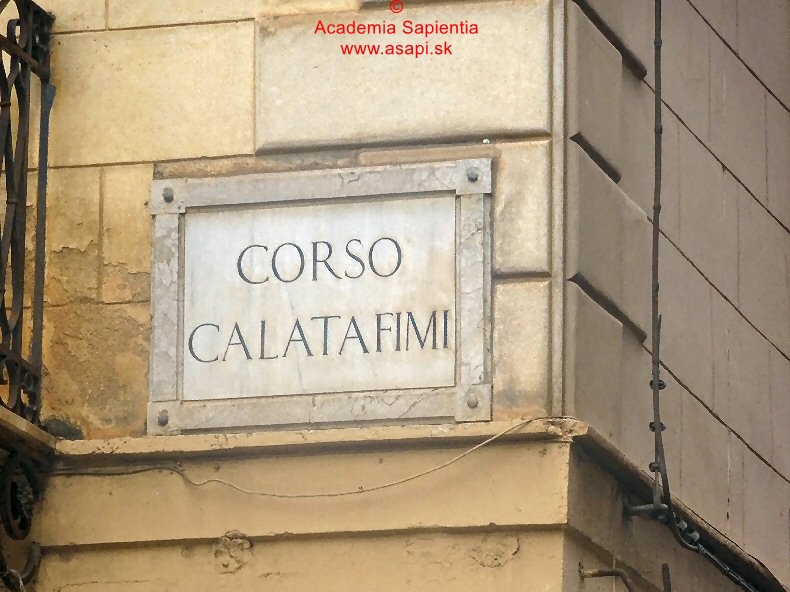 ©
Academia Sapientia
www.asapi.sk
CORSO
CALATAFIMI